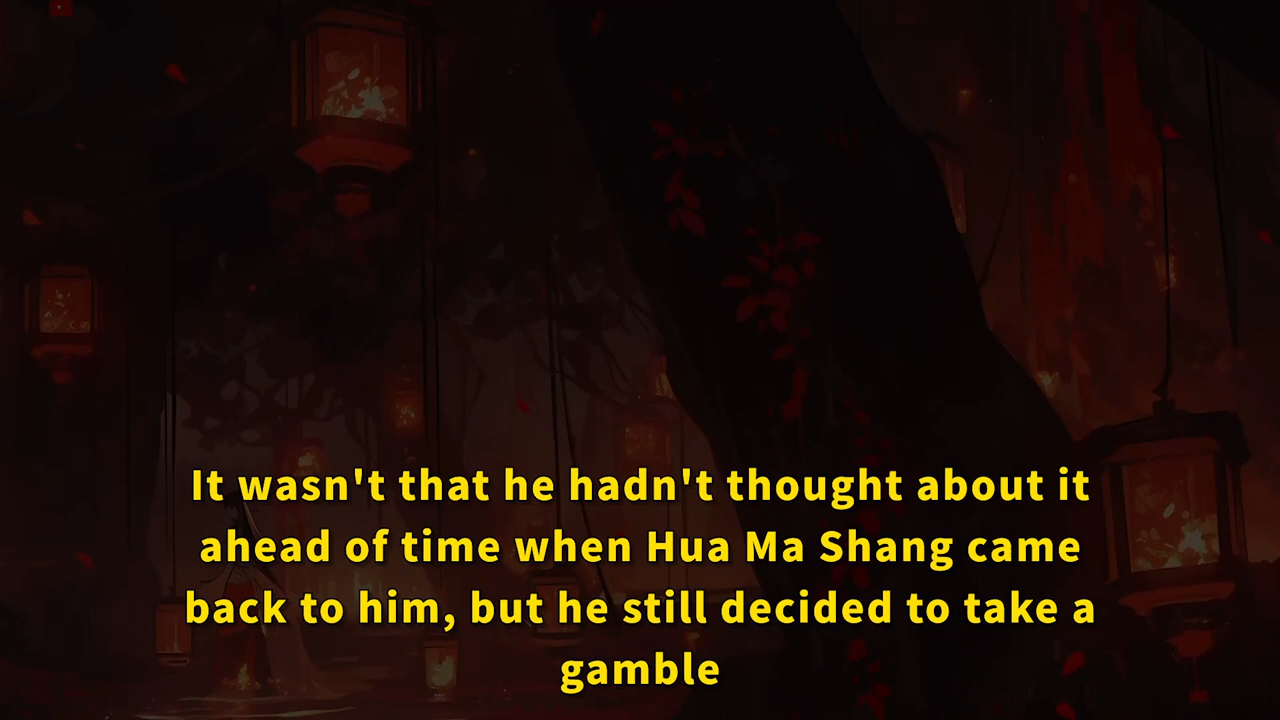 It wasn't that he hadn't thought about it
ahead of time when Hua Ma Shang came
back to him, but he still decided to take a
gamble